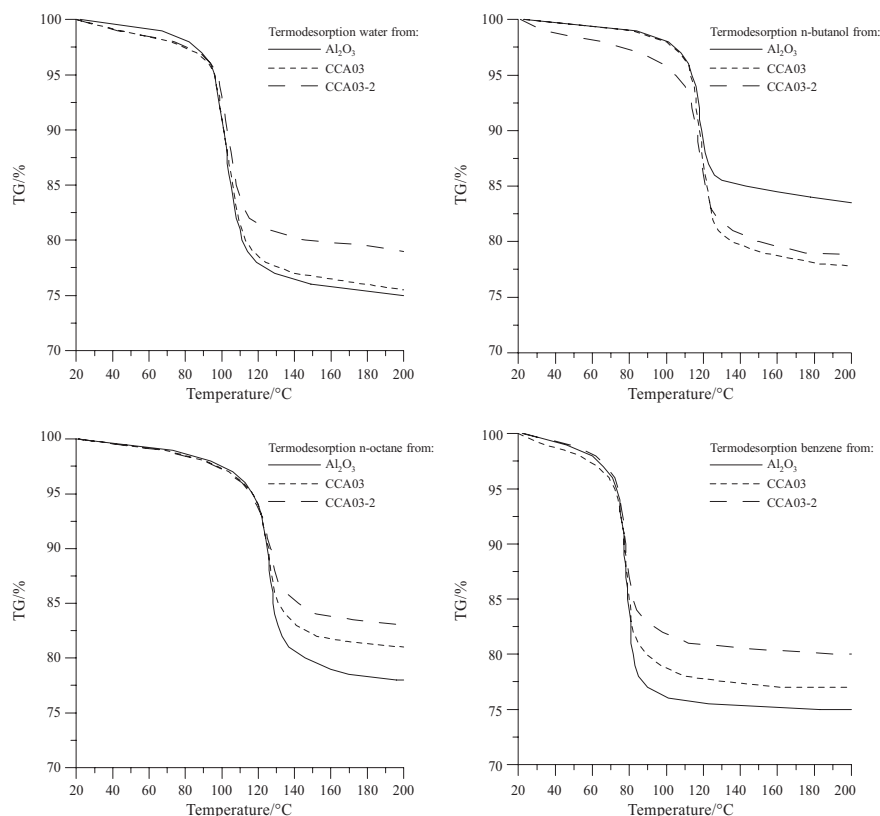 Termodesorption water from:
Al₂O₃
CCA03
CCA03-2
TG/%
100
95
90
85
80
75
70
20 40 60 80 100 120 140 160 180 200
Temperature/°C
Termodesorption n-butanol from:
Al₂O₃
CCA03
CCA03-2
TG/%
100
95
90
85
80
75
70
20 40 60 80 100 120 140 160 180 200
Temperature/°C
Termodesorption n-octane from:
Al₂O₃
CCA03
CCA03-2
TG/%
100
95
90
85
80
75
70
20 40 60 80 100 120 140 160 180 200
Temperature/°C
Termodesorption benzene from:
Al₂O₃
CCA03
CCA03-2
TG/%
100
95
90
85
80
75
70
20 40 60 80 100 120 140 160 180 200
Temperature/°C